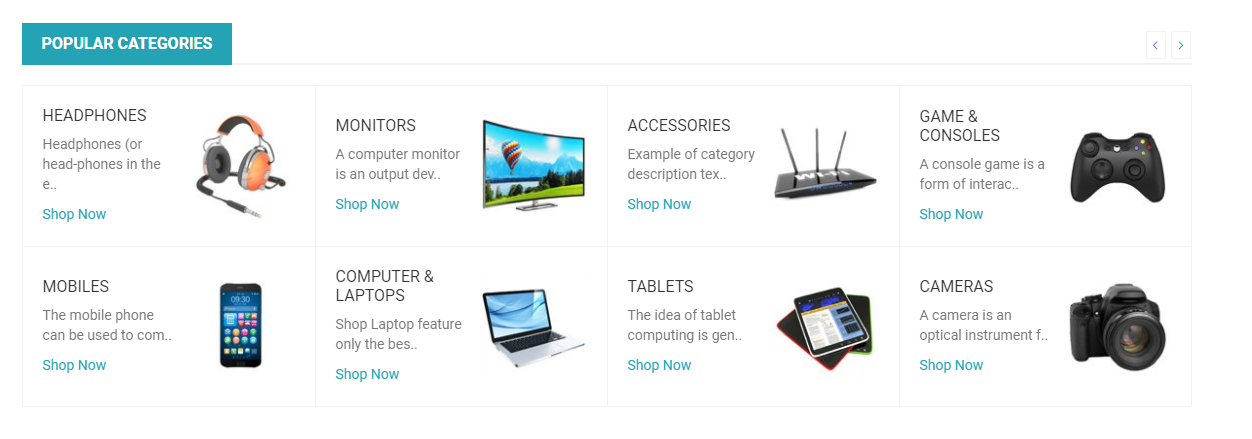 POPULAR CATEGORIES
HEADPHONES
Headphones (or
head-phones in the
e..
Shop Now
MONITORS
A computer monitor
is an output dev..
Shop Now
ACCESSORIES
Example of category
description tex..
Shop Now
WI-FI
GAME &
CONSOLES
A console game is a
form of interac..
Shop Now
MOBILES
The mobile phone
can be used to com..
Shop Now
09:30
COMPUTER &
LAPTOPS
Shop Laptop feature
only the bes..
Shop Now
TABLETS
The idea of tablet
computing is gen..
Shop Now
CAMERAS
A camera is an
optical instrument f..
Shop Now